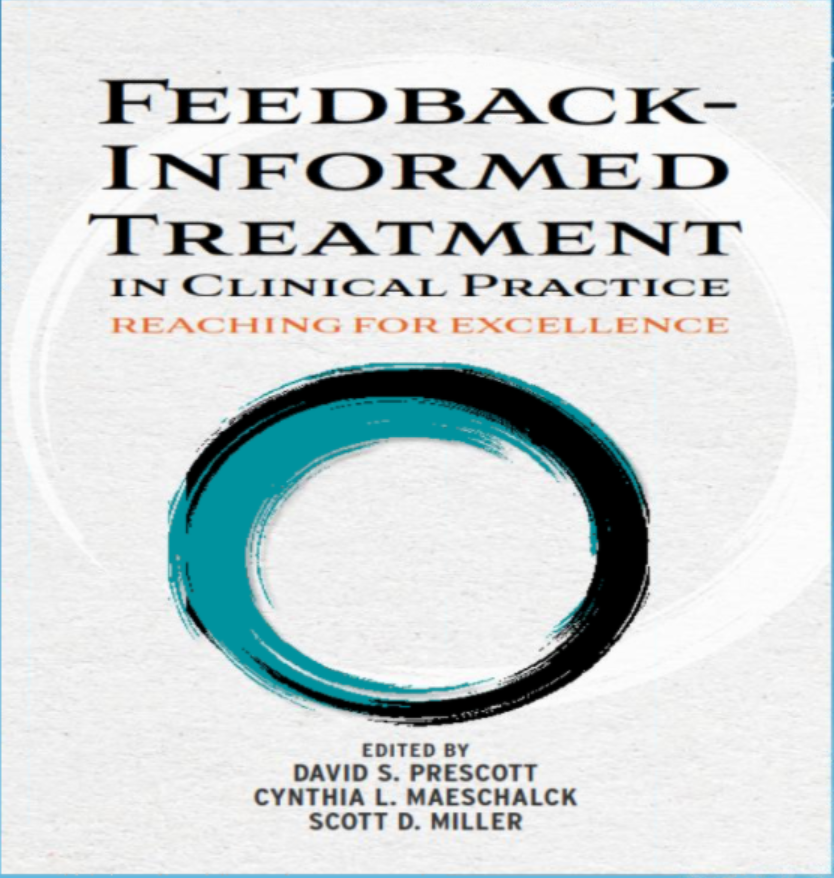 FEEDBACK-
INFORMED
TREATMENT
IN CLINICAL PRACTICE
REACHING FOR EXCELLENCE
EDITED BY
DAVID S. PRESCOTT
CYNTHIA L. MAESCHALCK
SCOTT D. MILLER